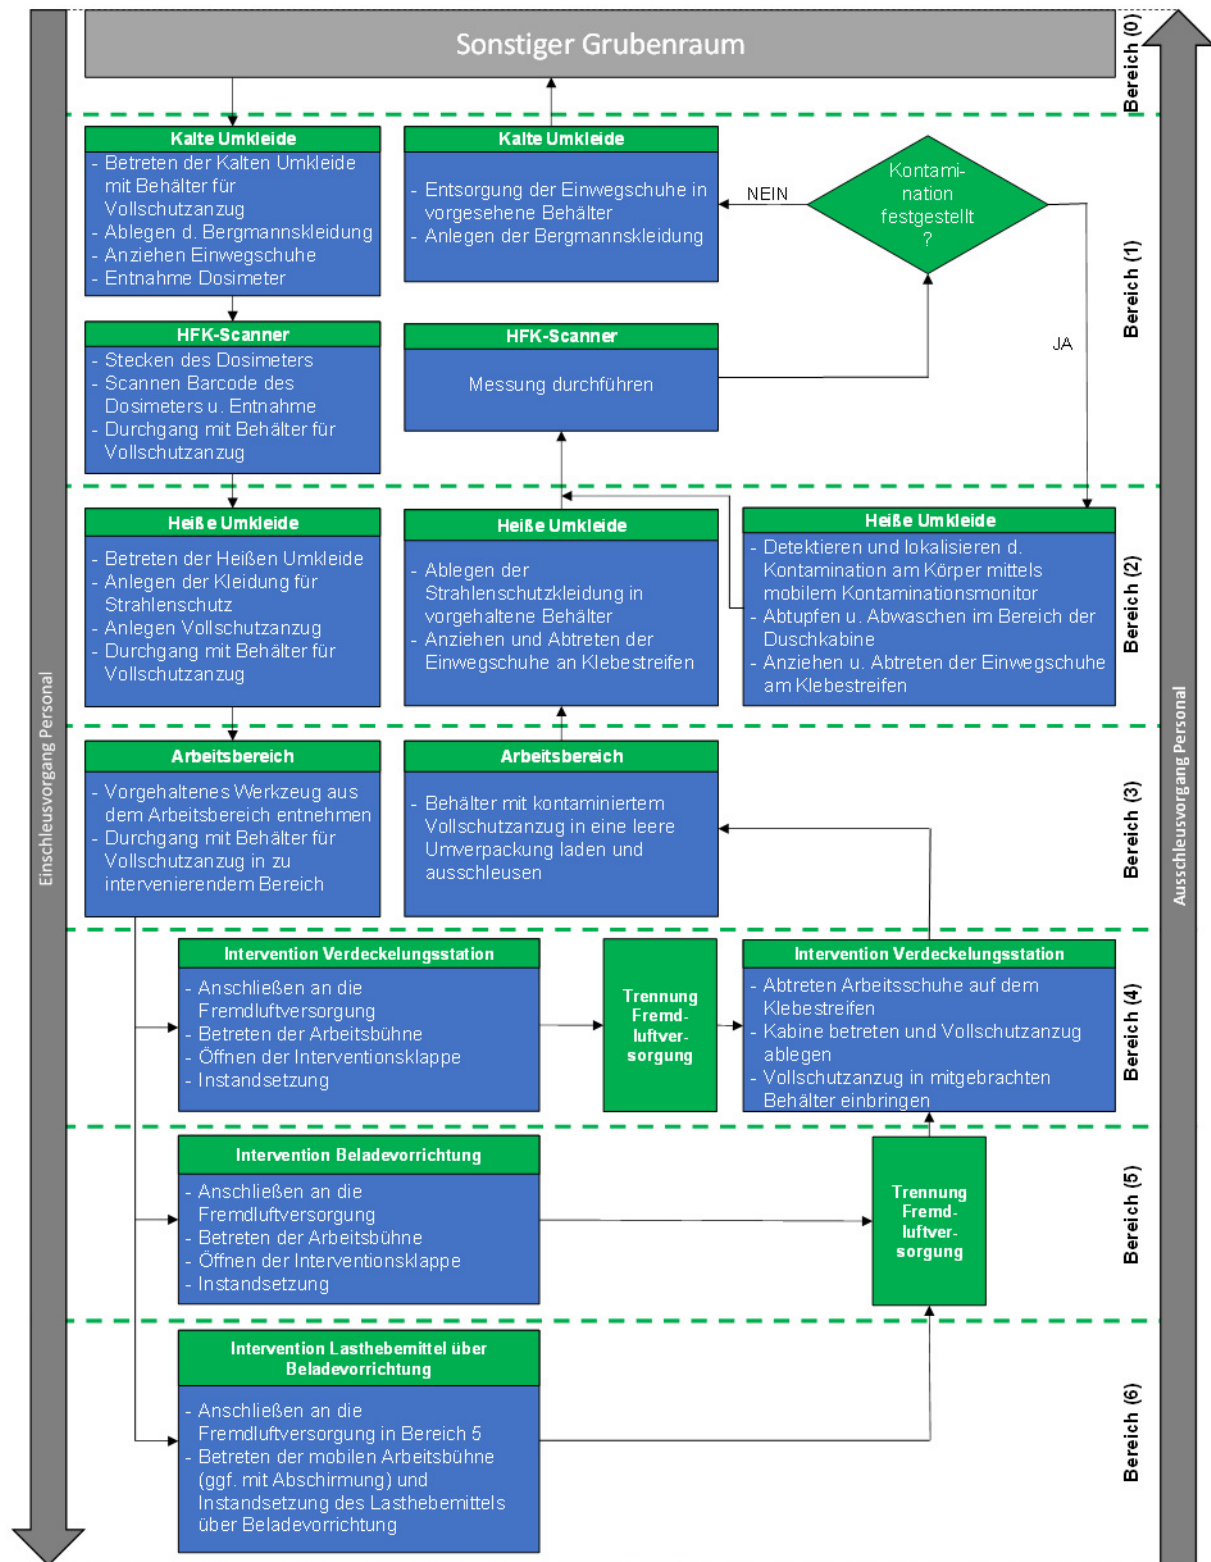 Sonstiger Grubenraum
Bereich (0)
Einschleusvorgang Personal
Ausschleusvorgang Personal
Kalte Umkleide
- Betreten der Kalten Umkleide
mit Behälter für
Vollschutzanzug
- Ablegen d. Bergmannskleidung
- Anziehen Einwegschuhe
- Entnahme Dosimeter
Kalte Umkleide
- Entsorgung der Einwegschuhe in
vorgesehene Behälter
- Anlegen der Bergmannskleidung
NEIN
Kontami-
nation
festgestellt
?
JA
Bereich (1)
HFK-Scanner
- Stecken des Dosimeters
- Scannen Barcode des
Dosimeters u. Entnahme
- Durchgang mit Behälter für
Vollschutzanzug
HFK-Scanner
Messung durchführen
Heiße Umkleide
- Betreten der Heißen Umkleide
- Anlegen der Kleidung für
Strahlenschutz
- Anlegen Vollschutzanzug
- Durchgang mit Behälter für
Vollschutzanzug
Heiße Umkleide
- Ablegen der
Strahlenschutzkleidung in
vorgehaltene Behälter
- Anziehen und Abtreten der
Einwegschuhe an Klebestreifen
Heiße Umkleide
- Detektieren und lokalisieren d.
Kontamination am Körper mittels
mobilem Kontaminationsmonitor
- Abtupfen u. Abwaschen im Bereich der
Duschkabine
- Anziehen u. Abtreten der Einwegschuhe
am Klebestreifen
Bereich (2)
Arbeitsbereich
- Vorgehaltenes Werkzeug aus
dem Arbeitsbereich entnehmen
- Durchgang mit Behälter für
Vollschutzanzug in zu
intervenierendem Bereich
Arbeitsbereich
- Behälter mit kontaminiertem
Vollschutzanzug in eine leere
Umverpackung laden und
ausschleusen
Bereich (3)
Intervention Verdeckelungsstation
- Anschließen an die
Fremdluftversorgung
- Betreten der Arbeitsbühne
- Öffnen der Interventionsklappe
- Instandsetzung
Trennung
Fremd-
luftver-
sorgung
Intervention Verdeckelungsstation
- Abtreten Arbeitsschuhe auf dem
Klebestreifen
- Kabine betreten und Vollschutzanzug
ablegen
- Vollschutzanzug in mitgebrachten
Behälter einbringen
Bereich (4)
Intervention Beladevorrichtung
- Anschließen an die
Fremdluftversorgung
- Betreten der Arbeitsbühne
- Öffnen der Interventionsklappe
- Instandsetzung
Trennung
Fremd-
luftver-
sorgung
Bereich (5)
Intervention Lasthebemittel über
Beladevorrichtung
- Anschließen an die
Fremdluftversorgung in Bereich 5
- Betreten der mobilen Arbeitsbühne
(ggf. mit Abschirmung) und
Instandsetzung des Lasthebemittels
über Beladevorrichtung
Bereich (6)